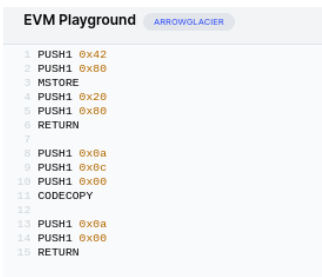 EVM Playground ARROWGLACIER
1 PUSH1 0x42
2 PUSH1 0x80
3 MSTORE
4 PUSH1 0x20
5 PUSH1 0x80
6 RETURN
7
8 PUSH1 0x0a
9 PUSH1 0x0c
10 PUSH1 0x00
11 CODECOPY
12
13 PUSH1 0x0a
14 PUSH1 0x00
15 RETURN